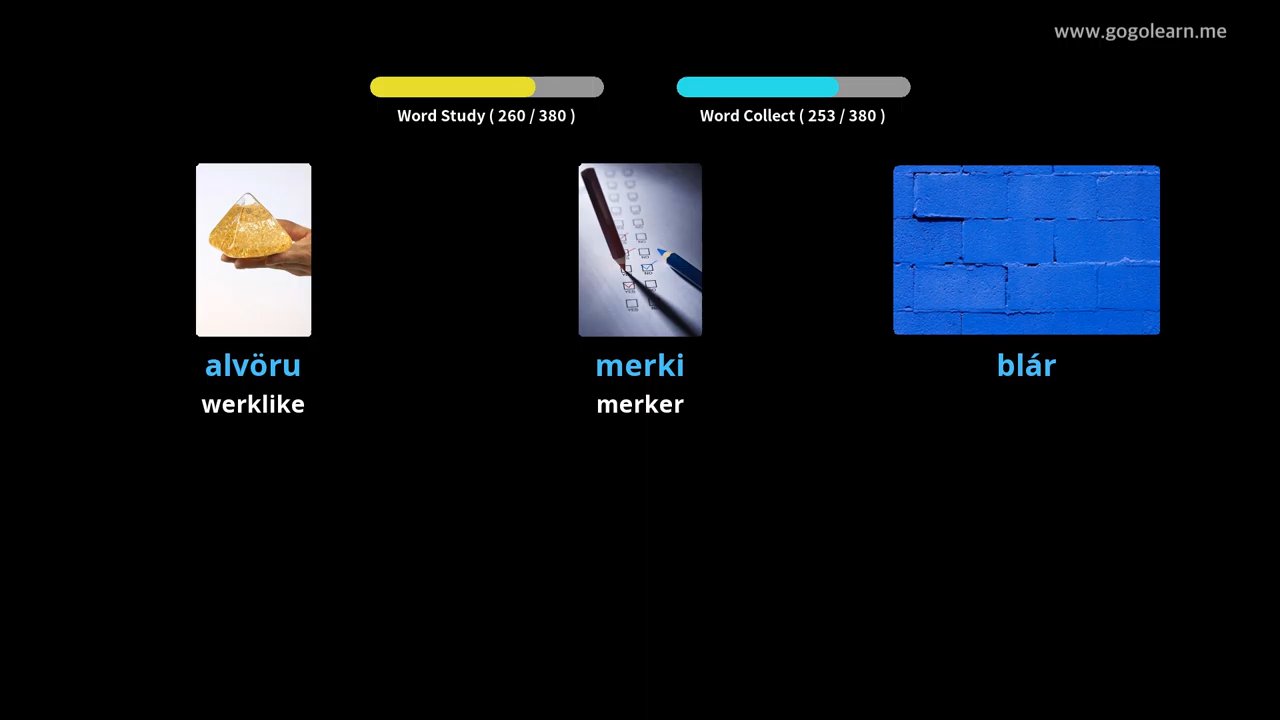 www.gogolearn.me
Word Study ( 260 / 380 )
Word Collect ( 253 / 380 )
alvöru
merki
blár
werklike
merker